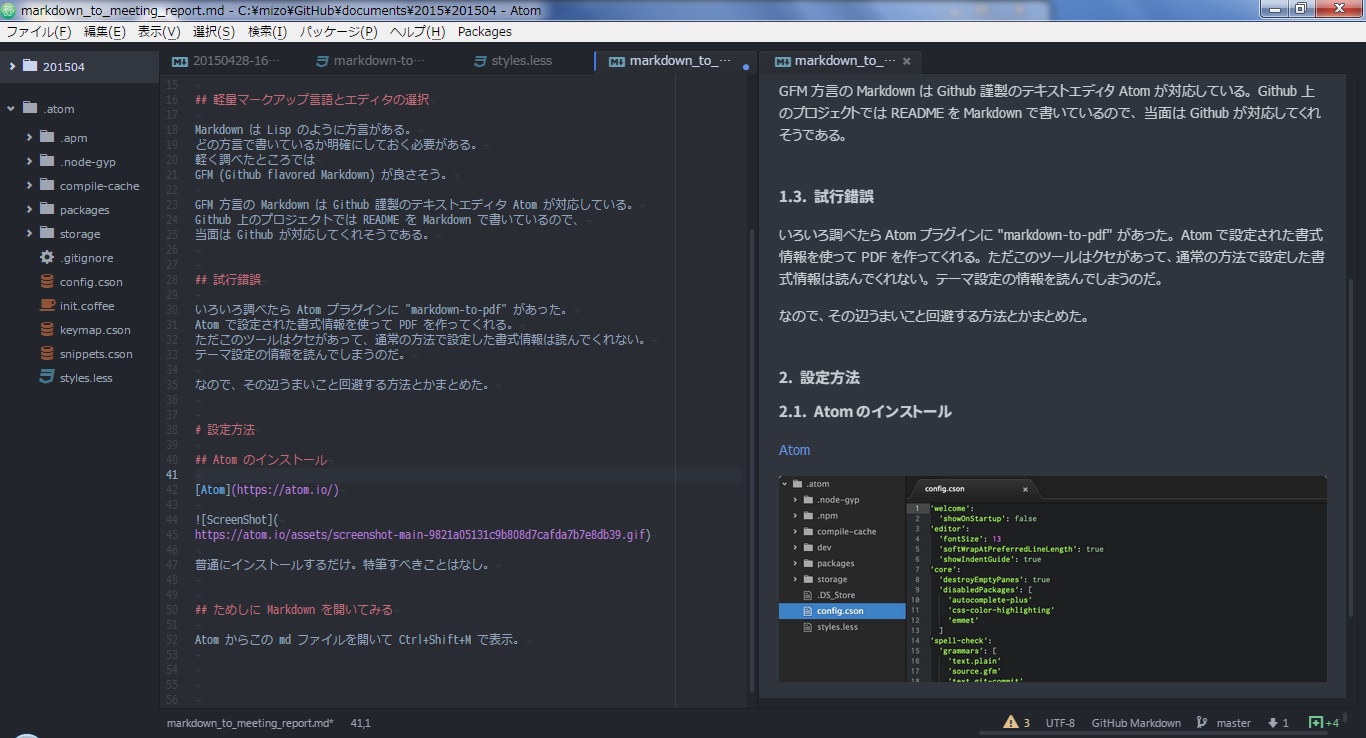 markdown_to_meeting_report.md - C:¥mizo¥GitHub¥documents¥2015¥201504 - Atom
ファイル(F) 編集(E) 表示(V) 選択(S) 検索(I) パッケージ(P) ヘルプ(H) Packages
201504
.atom
.apm
.node-gyp
compile-cache
packages
storage
.gitignore
config.cson
init.coffee
keymap.cson
snippets.cson
styles.less
20150428-16⋯ markdown-to⋯ styles.less markdown_to_⋯
15
16 ## 軽量マークアップ言語とエディタの選択
17
18 Markdown は Lisp のように方言がある。
19 どの方言で書いているか明確にしておく必要がある。
20 軽く調べたところでは
21 GFM (Github flavored Markdown) が良さそう。
22
23 GFM 方言の Markdown は Github 謹製のテキストエディタ Atom が対応している。
24 Github 上のプロジェクトでは README を Markdown で書いているので、
25 当面は Github が対応してくれそうである。
26
27
28 ## 試行錯誤
29
30 いろいろ調べたら Atom プラグインに "markdown-to-pdf" があった。
31 Atom で設定された書式情報を使って PDF を作ってくれる。
32 ただこのツールはクセがあって、通常の方法で設定した書式情報は読んでくれない。
33 テーマ設定の情報を読んでしまうのだ。
34
35 なので、その辺うまいこと回避する方法とかまとめた。
36
37
38 # 設定方法
39
40 ## Atom のインストール
41
42 [Atom](https://atom.io/)
43
44 ![ScreenShot](
45 https://atom.io/assets/screenshot-main-9821a05131c9b808d7cafda7b7e8db39.gif)
46
47 普通にインストールするだけ。特筆すべきことはなし。
48
49
50 ## ためしに Markdown を開いてみる
51
52 Atom からこの md ファイルを開いて Ctrl+Shift+M で表示。
53
54
55
56
markdown_to_⋯ ×
GFM 方言の Markdown は Github 謹製のテキストエディタ Atom が対応している。Github 上
のプロジェクトでは README を Markdown で書いているので、当面は Github が対応してくれ
そうである。
1.3. 試行錯誤
いろいろ調べたら Atom プラグインに "markdown-to-pdf" があった。Atom で設定された書式
情報を使って PDF を作ってくれる。ただこのツールはクセがあって、通常の方法で設定した書
式情報は読んでくれない。テーマ設定の情報を読んでしまうのだ。
なので、その辺うまいこと回避する方法とかまとめた。
2. 設定方法
2.1. Atom のインストール
Atom
.atom
.node-gyp
.npm
compile-cache
dev
packages
storage
.DS_Store
config.cson
styles.less
config.cson ×
1 'welcome':
2 'showOnStartup': false
3 'editor':
4 'fontSize': 13
5 'softWrapAtPreferredLineLength': true
6 'showIndentGuide': true
7 'core':
8 'destroyEmptyPanes': true
9 'disabledPackages': [
10 'autocomplete-plus'
11 'css-color-highlighting'
12 'emmet'
13 ]
14 'spell-check':
15 'grammars': [
16 'text.plain'
17 'source.gfm'
18 'text.git-commit'
markdown_to_meeting_report.md* 41,1
3 UTF-8 GitHub Markdown master 1 +4